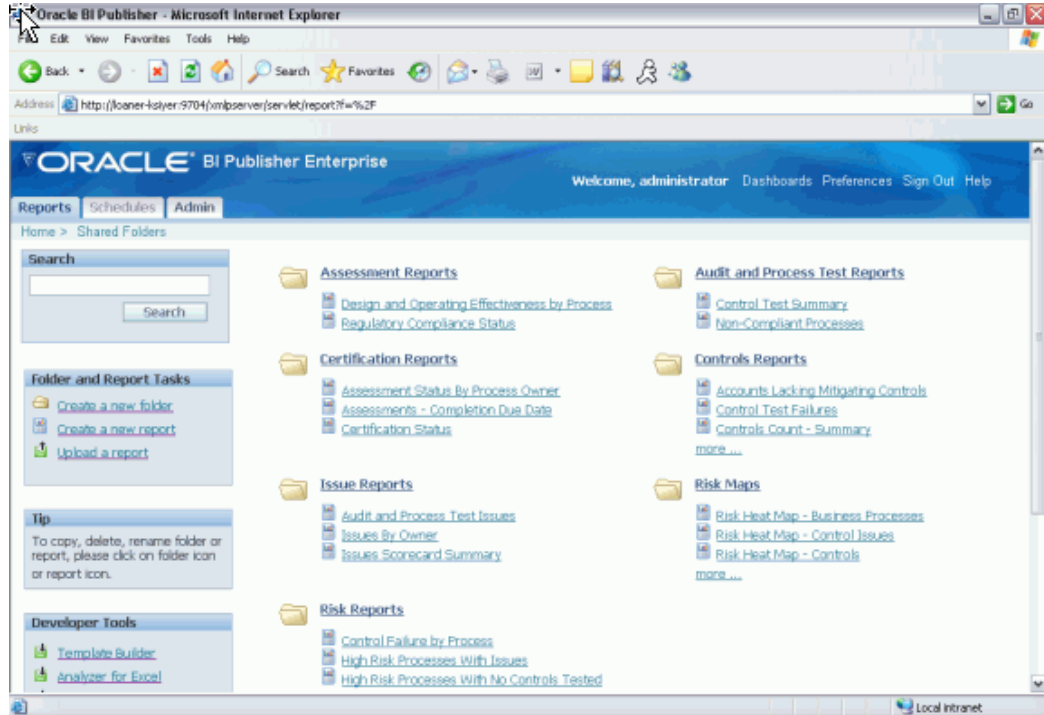 Oracle BI Publisher - Microsoft Internet Explorer
Edit View Favorites Tools Help
Back Search Favorites
Address http://loaner-ksiyer:9704/xmlpserver/servlet/report?f=%2F Go
Links
ORACLE BI Publisher Enterprise
Welcome, administrator Dashboards Preferences Sign Out Help
Reports Schedules Admin
Home > Shared Folders
Search
Search
Folder and Report Tasks
Create a new folder
Create a new report
Upload a report
Tip
To copy, delete, rename folder or
report, please click on folder icon
or report icon.
Developer Tools
Template Builder
Analyzer for Excel
Assessment Reports
Design and Operating Effectiveness by Process
Regulatory Compliance Status
Audit and Process Test Reports
Control Test Summary
Non-Compliant Processes
Certification Reports
Assessment Status By Process Owner
Assessments - Completion Due Date
Certification Status
Controls Reports
Accounts Lacking Mitigating Controls
Control Test Failures
Controls Count - Summary
more ...
Issue Reports
Audit and Process Test Issues
Issues By Owner
Issues Scorecard Summary
Risk Maps
Risk Heat Map - Business Processes
Risk Heat Map - Control Issues
Risk Heat Map - Controls
more ...
Risk Reports
Control Failure by Process
High Risk Processes With Issues
High Risk Processes With No Controls Tested
Local intranet